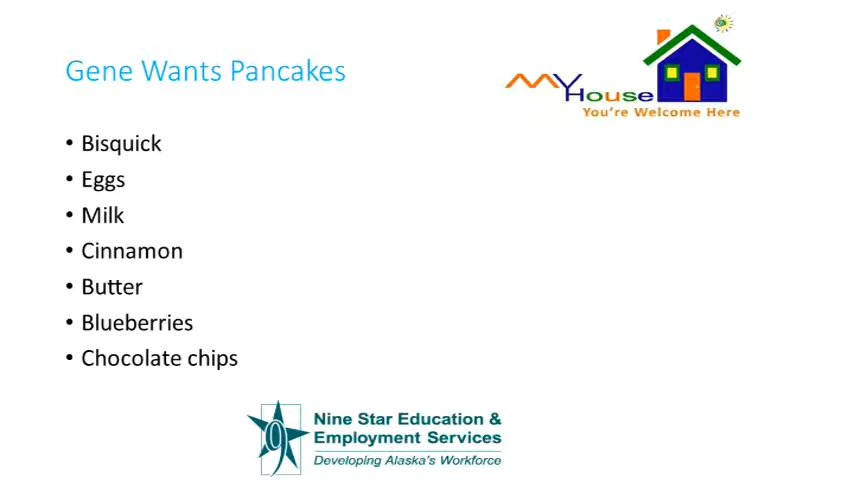 Gene Wants Pancakes
MY
House
You're Welcome Here
• Bisquick
• Eggs
• Milk
• Cinnamon
• Butter
• Blueberries
• Chocolate chips
9
Nine Star Education &
Employment Services
Developing Alaska's Workforce